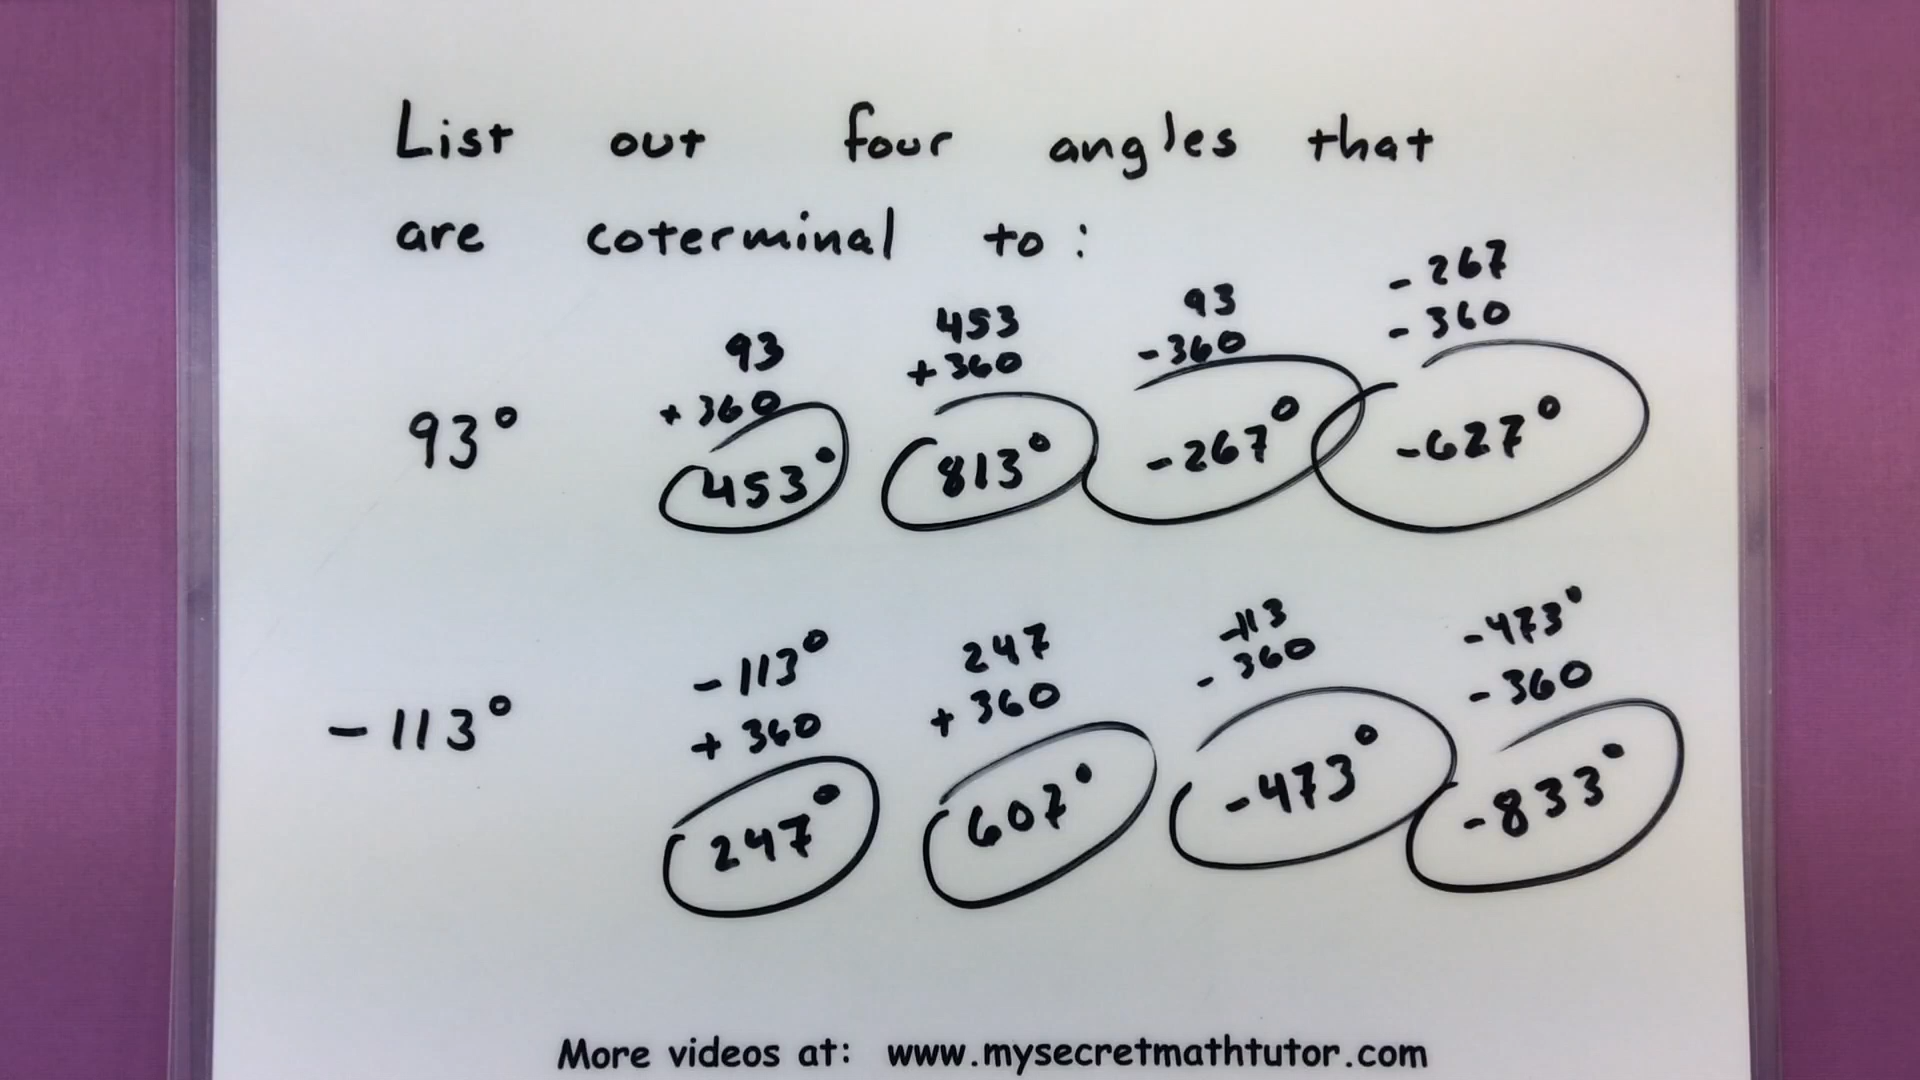 List out four angles that
are coterminal to:
93° 93 + 360 453° 453 + 360 813° 93 - 360 -267° -267 - 360 -627°
-113° -113° + 360 247° 247 + 360 607° -113 - 360 -473° -473° - 360 -833°
More videos at: www.mysecretmathtutor.com